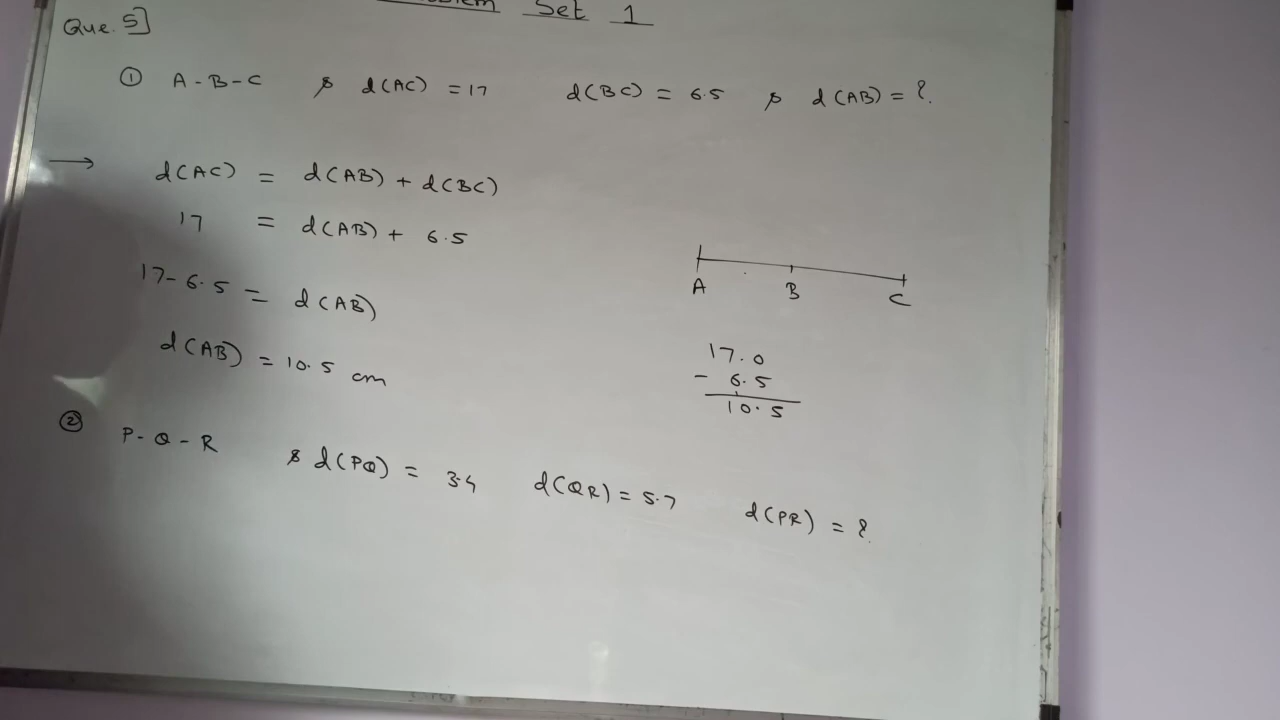 Set 1
Que. 5]
① A - B - C d(AC) = 17 d(BC) = 6.5 d(AB) = ?
→ d(AC) = d(AB) + d(BC)
17 = d(AB) + 6.5
17 - 6.5 = d(AB)
d(AB) = 10.5 cm
A B C
17.0
- 6.5
10.5
② P - Q - R d(PQ) = 3.4 d(QR) = 5.7 d(PR) = ?